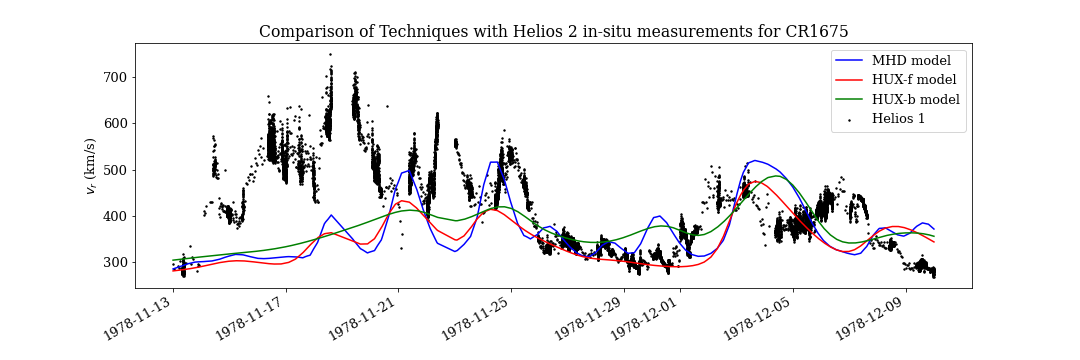 Comparison of Techniques with Helios 2 in-situ measurements for CR1675
MHD model
HUX-f model
HUX-b model
Helios 1
700
600
500
400
300
v_r (km/s)
1978-11-13
1978-11-17
1978-11-21
1978-11-25
1978-11-29
1978-12-01
1978-12-05
1978-12-09